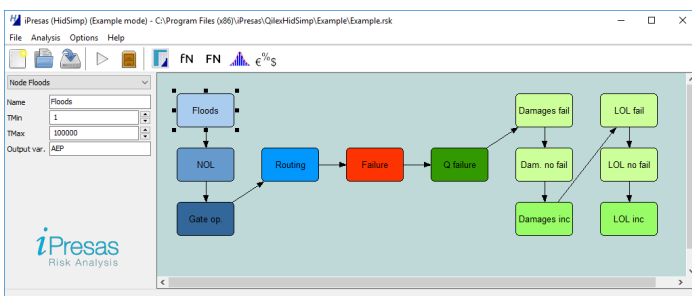 iPresas (HidSimp) (Example mode) - C:\Program Files (x86)\iPresas\QilexHidSimp\Example\Example.rsk
File Analysis Options Help
fN FN €%$
Node Floods
Name Floods
TMin 1
TMax 100000
Output var. AEP
iPresas
Risk Analysis
Floods Damages fail LOL fail
NOL Routing Failure Q failure Dam. no fail LOL no fail
Gate op. Damages inc LOL inc